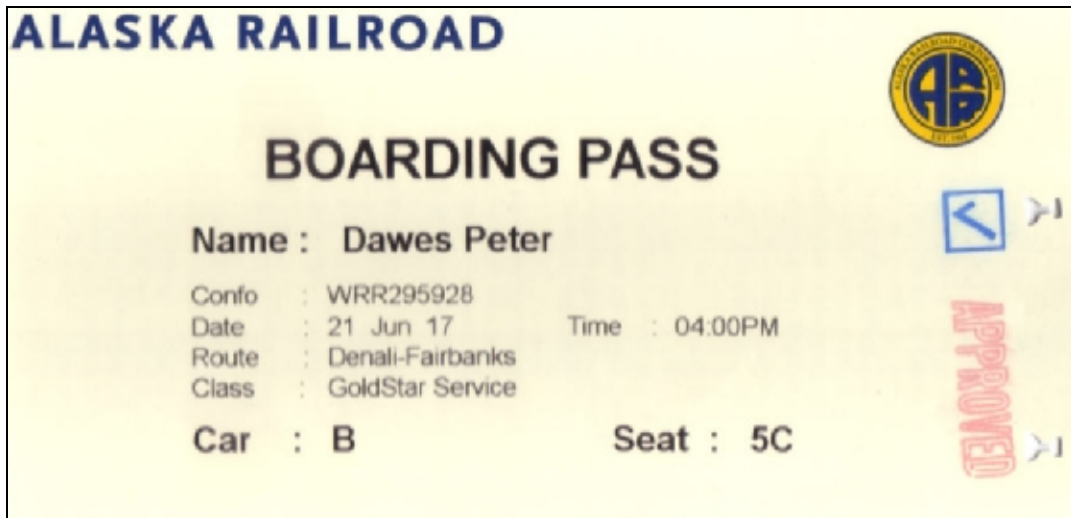 ALASKA RAILROAD
BOARDING PASS
Name : Dawes Peter
Confo : WRR295928
Date : 21 Jun 17 Time : 04:00PM
Route : Denali-Fairbanks
Class : GoldStar Service
Car : B Seat : 5C
APPROVED